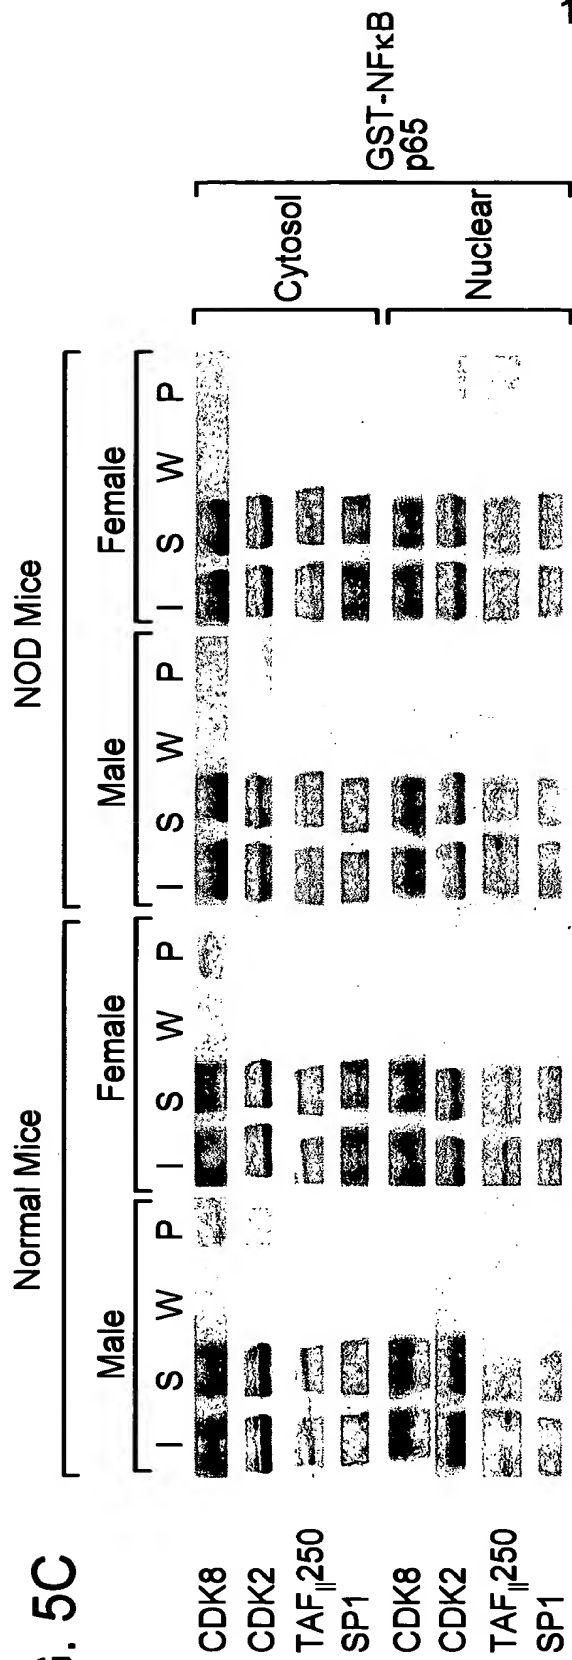 . 5C
Normal Mice NOD Mice
Male Female Male Female
I S W P I S W P I S W P I S W P
CDK8
CDK2
TAF||250
SP1
CDK8
CDK2
TAF||250
SP1
Cytosol
Nuclear
GST-NFκB
p65